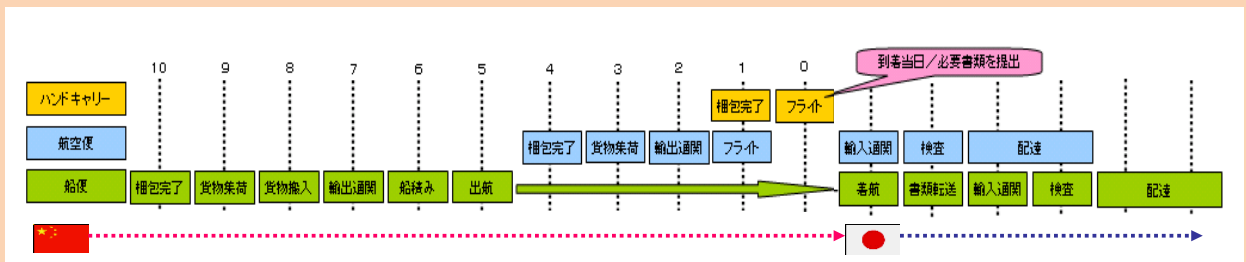 到着当日／必要書類を提出
10 9 8 7 6 5 4 3 2 1 0
ハンドキャリー 梱包完了 フライト
航空便 梱包完了 貨物集荷 輸出通関 フライト 輸入通関 検査 配達
船便 梱包完了 貨物集荷 貨物搬入 輸出通関 船積み 出航 着航 書類転送 輸入通関 検査 配達